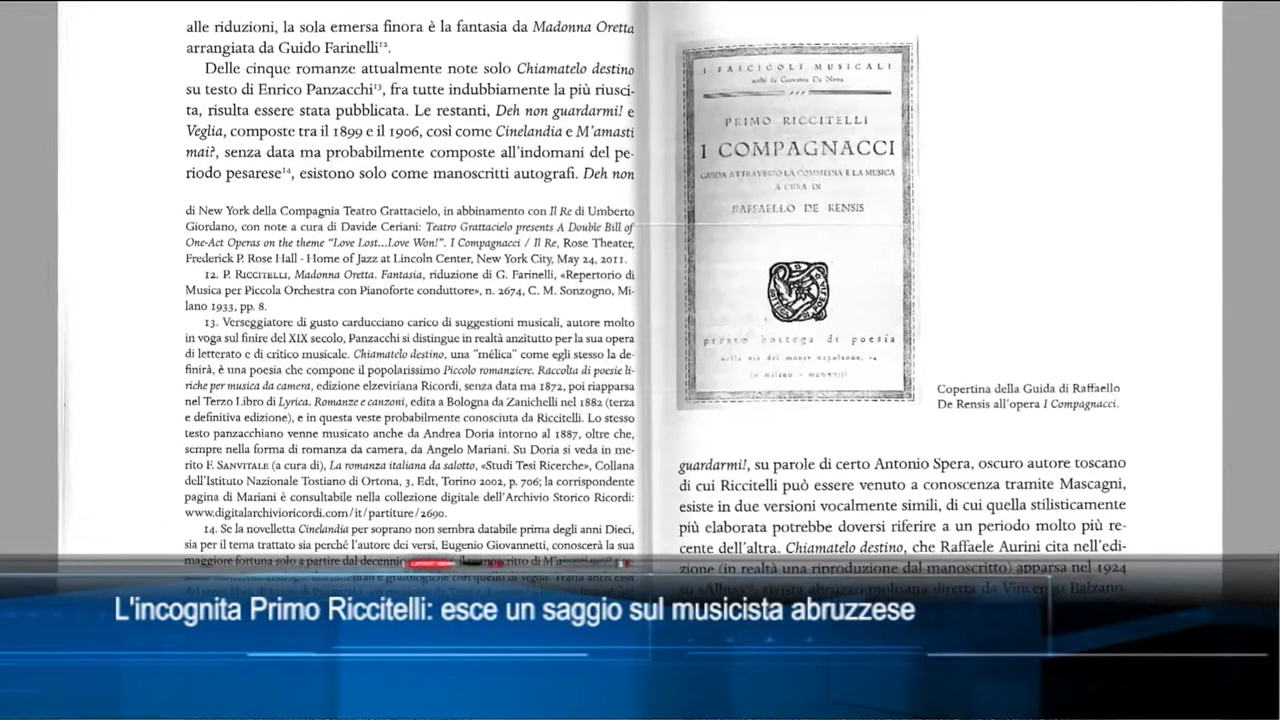 alle riduzioni, la sola emersa finora è la fantasia da Madonna Oretta
arrangiata da Guido Farinelli¹².
Delle cinque romanze attualmente note solo Chiamatelo destino
su testo di Enrico Panzacchi¹³, fra tutte indubbiamente la più riusci-
ta, risulta essere stata pubblicata. Le restanti, Deh non guardarmi! e
Veglia, composte tra il 1899 e il 1906, così come Cinelandia e M'amasti
mai?, senza data ma probabilmente composte all'indomani del pe-
riodo pesarese¹⁴, esistono solo come manoscritti autografi. Deh non
di New York della Compagnia Teatro Grattacielo, in abbinamento con Il Re di Umberto
Giordano, con note a cura di Davide Ceriani: Teatro Grattacielo presents A Double Bill of
One-Act Operas on the theme "Love Lost...Love Won!". I Compagnacci / Il Re, Rose Theater,
Frederick P. Rose Hall - Home of Jazz at Lincoln Center, New York City, May 24, 2011.
12. P. RICCITELLI, Madonna Oretta. Fantasia, riduzione di G. Farinelli, «Repertorio di
Musica per Piccola Orchestra con Pianoforte conduttore», n. 2674, C. M. Sonzogno, Mi-
lano 1933, pp. 8.
13. Verseggiatore di gusto carducciano carico di suggestioni musicali, autore molto
in voga sul finire del XIX secolo, Panzacchi si distingue in realtà anzitutto per la sua opera
di letterato e di critico musicale. Chiamatelo destino, una "mèlica" come egli stesso la de-
finirà, è una poesia che compone il popolarissimo Piccolo romanziere. Raccolta di poesie li-
riche per musica da camera, edizione elzeviriana Ricordi, senza data ma 1872, poi riapparsa
nel Terzo Libro di Lyrica. Romanze e canzoni, edita a Bologna da Zanichelli nel 1882 (terza
e definitiva edizione), e in questa veste probabilmente conosciuta da Riccitelli. Lo stesso
testo panzacchiano venne musicato anche da Andrea Doria intorno al 1887, oltre che,
sempre nella forma di romanza da camera, da Angelo Mariani. Su Doria si veda in me-
rito F. SANVITALE (a cura di), La romanza italiana da salotto, «Studi Tesi Ricerche», Collana
dell'Istituto Nazionale Tostiano di Ortona, 3, Edt, Torino 2002, p. 706; la corrispondente
pagina di Mariani è consultabile nella collezione digitale dell'Archivio Storico Ricordi:
www.digitalarchivioricordi.com/it/partiture/2690.
14. Se la novelletta Cinelandia per soprano non sembra databile prima degli anni Dieci,
sia per il tema trattato sia perché l'autore dei versi, Eugenio Giovannetti, conoscerà la sua
maggiore fortuna solo a partire dal decennio
I FASCICOLI MUSICALI
scelti da Giovanni Da Nova
PRIMO RICCITELLI
I COMPAGNACCI
GUIDA ATTRAVERSO LA COMMEDIA E LA MUSICA
A CURA DI
RAFFAELLO DE RENSIS
presso bottega di poesia
nella via del monte napoleone,
in milano -
Copertina della Guida di Raffaello
De Rensis all'opera I Compagnacci.
guardarmi!, su parole di certo Antonio Spera, oscuro autore toscano
di cui Riccitelli può essere venuto a conoscenza tramite Mascagni,
esiste in due versioni vocalmente simili, di cui quella stilisticamente
più elaborata potrebbe doversi riferire a un periodo molto più re-
cente dell'altra. Chiamatelo destino, che Raffaele Aurini cita nell'edi-
zione (in realtà una riproduzione dal manoscritto) apparsa nel 1924
L'incognita Primo Riccitelli: esce un saggio sul musicista abruzzese